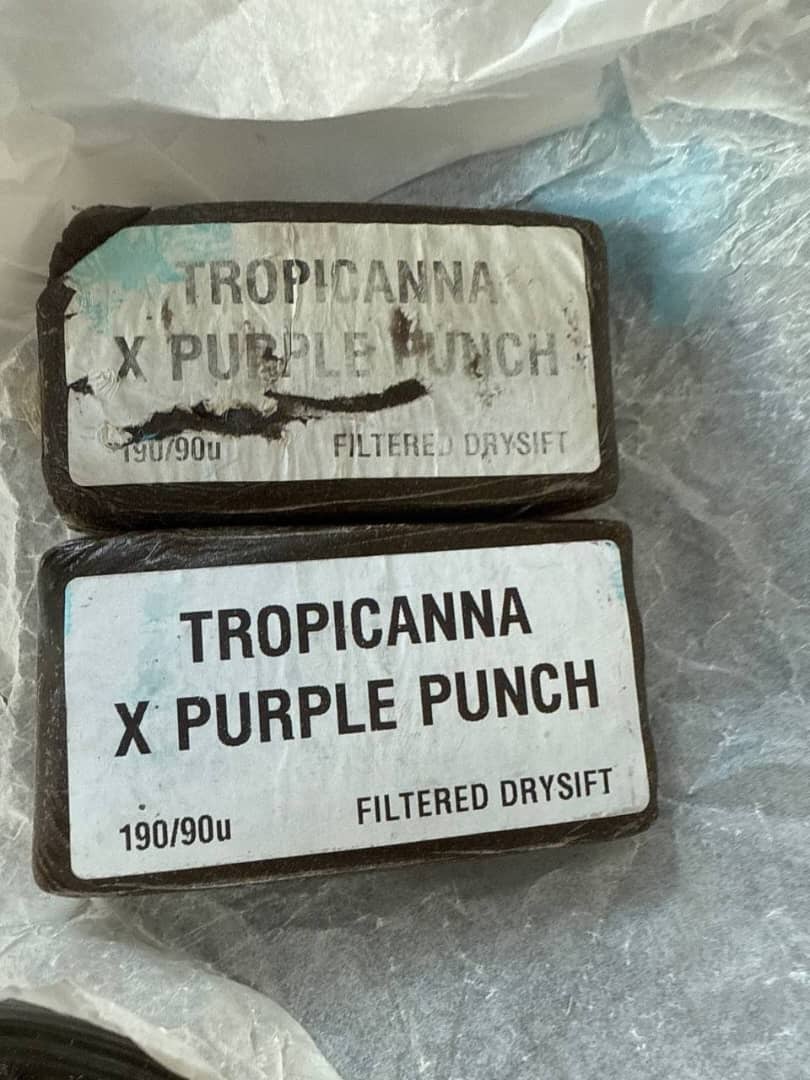 TROPICANNA
X PURPLE PUNCH
190/90u FILTERED DRYSIFT
TROPICANNA
X PURPLE PUNCH
190/90u FILTERED DRYSIFT